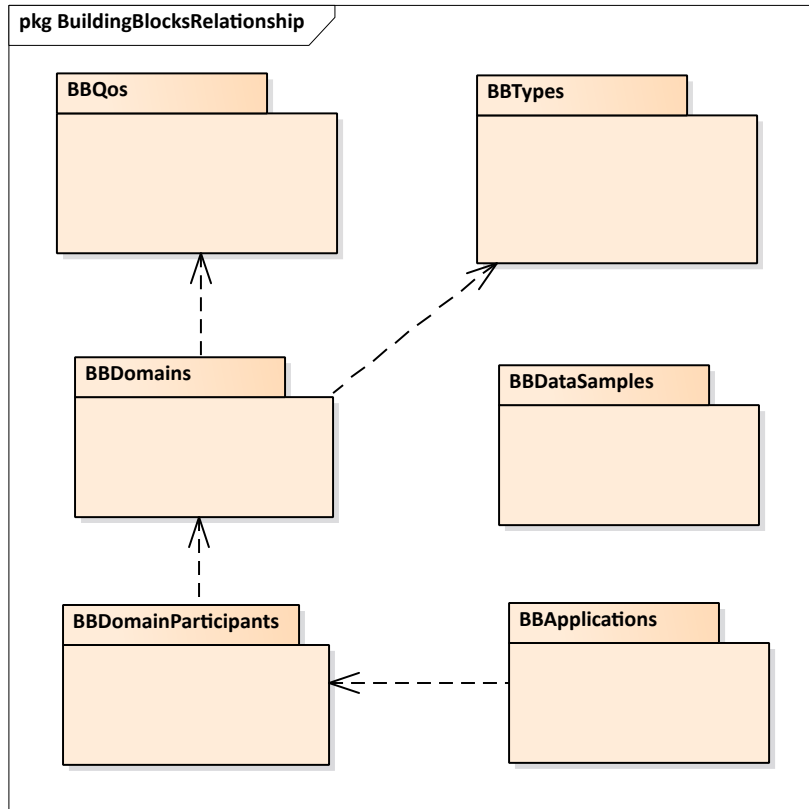 pkg BuildingBlocksRelationship
BBQos
BBTypes
BBDomains
BBDataSamples
BBDomainParticipants
BBApplications